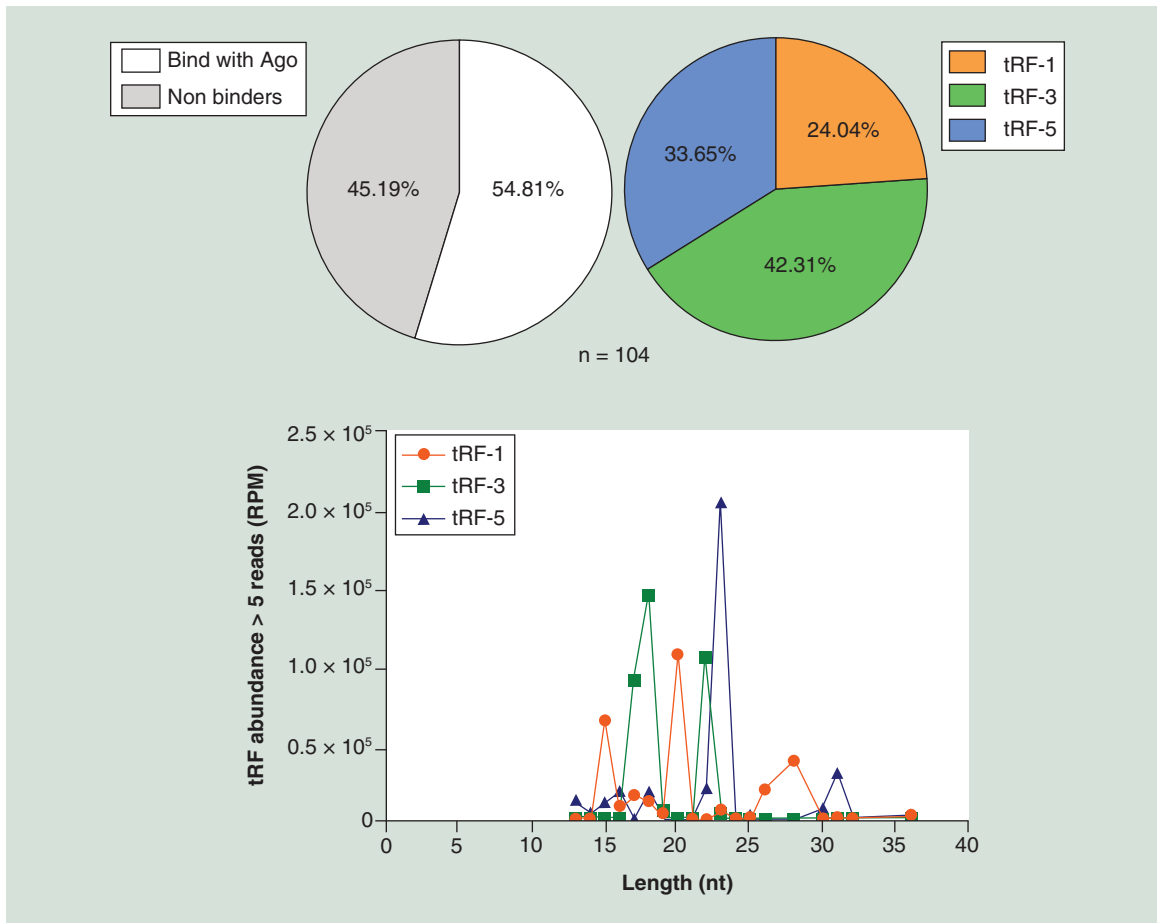 Bind with Ago
Non binders
45.19%
54.81%
33.65%
24.04%
42.31%
tRF-1
tRF-3
tRF-5
n = 104
tRF abundance > 5 reads (RPM)
2.5 × 10⁵
2.0 × 10⁵
1.5 × 10⁵
1.0 × 10⁵
0.5 × 10⁵
0
tRF-1
tRF-3
tRF-5
0 5 10 15 20 25 30 35 40
Length (nt)